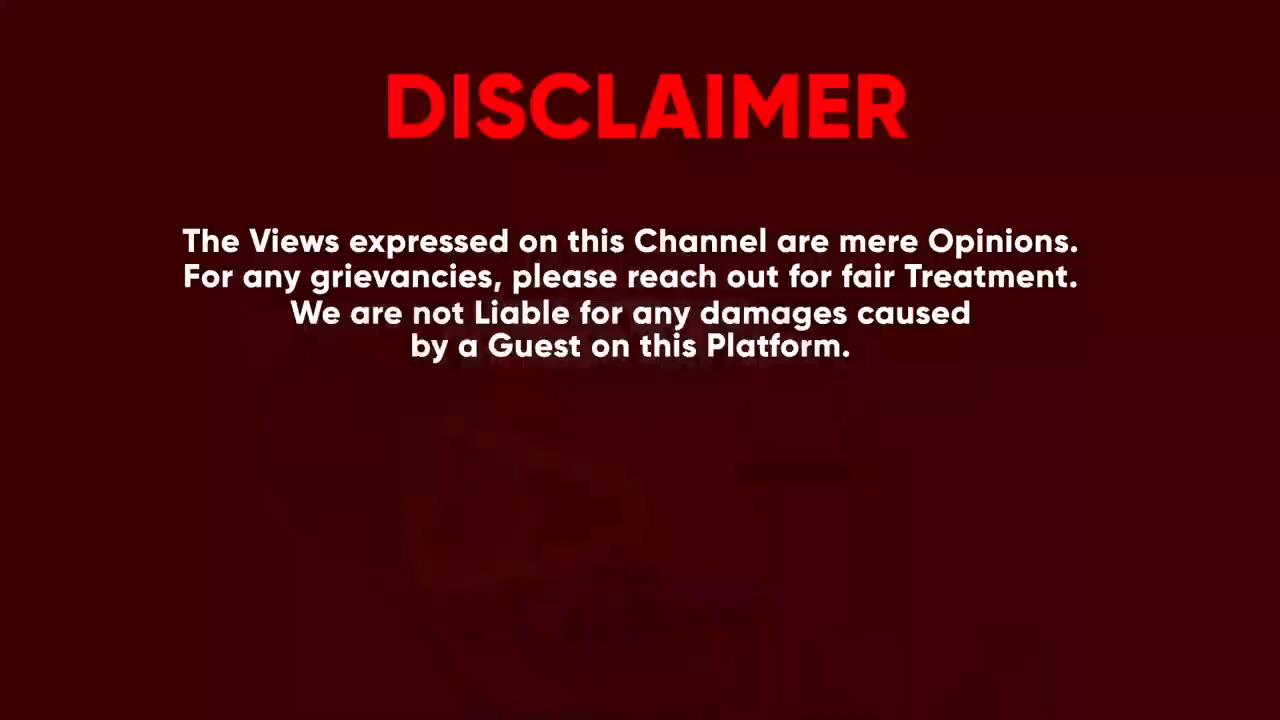 DISCLAIMER
The Views expressed on this Channel are mere Opinions.
For any grievancies, please reach out for fair Treatment.
We are not Liable for any damages caused
by a Guest on this Platform.